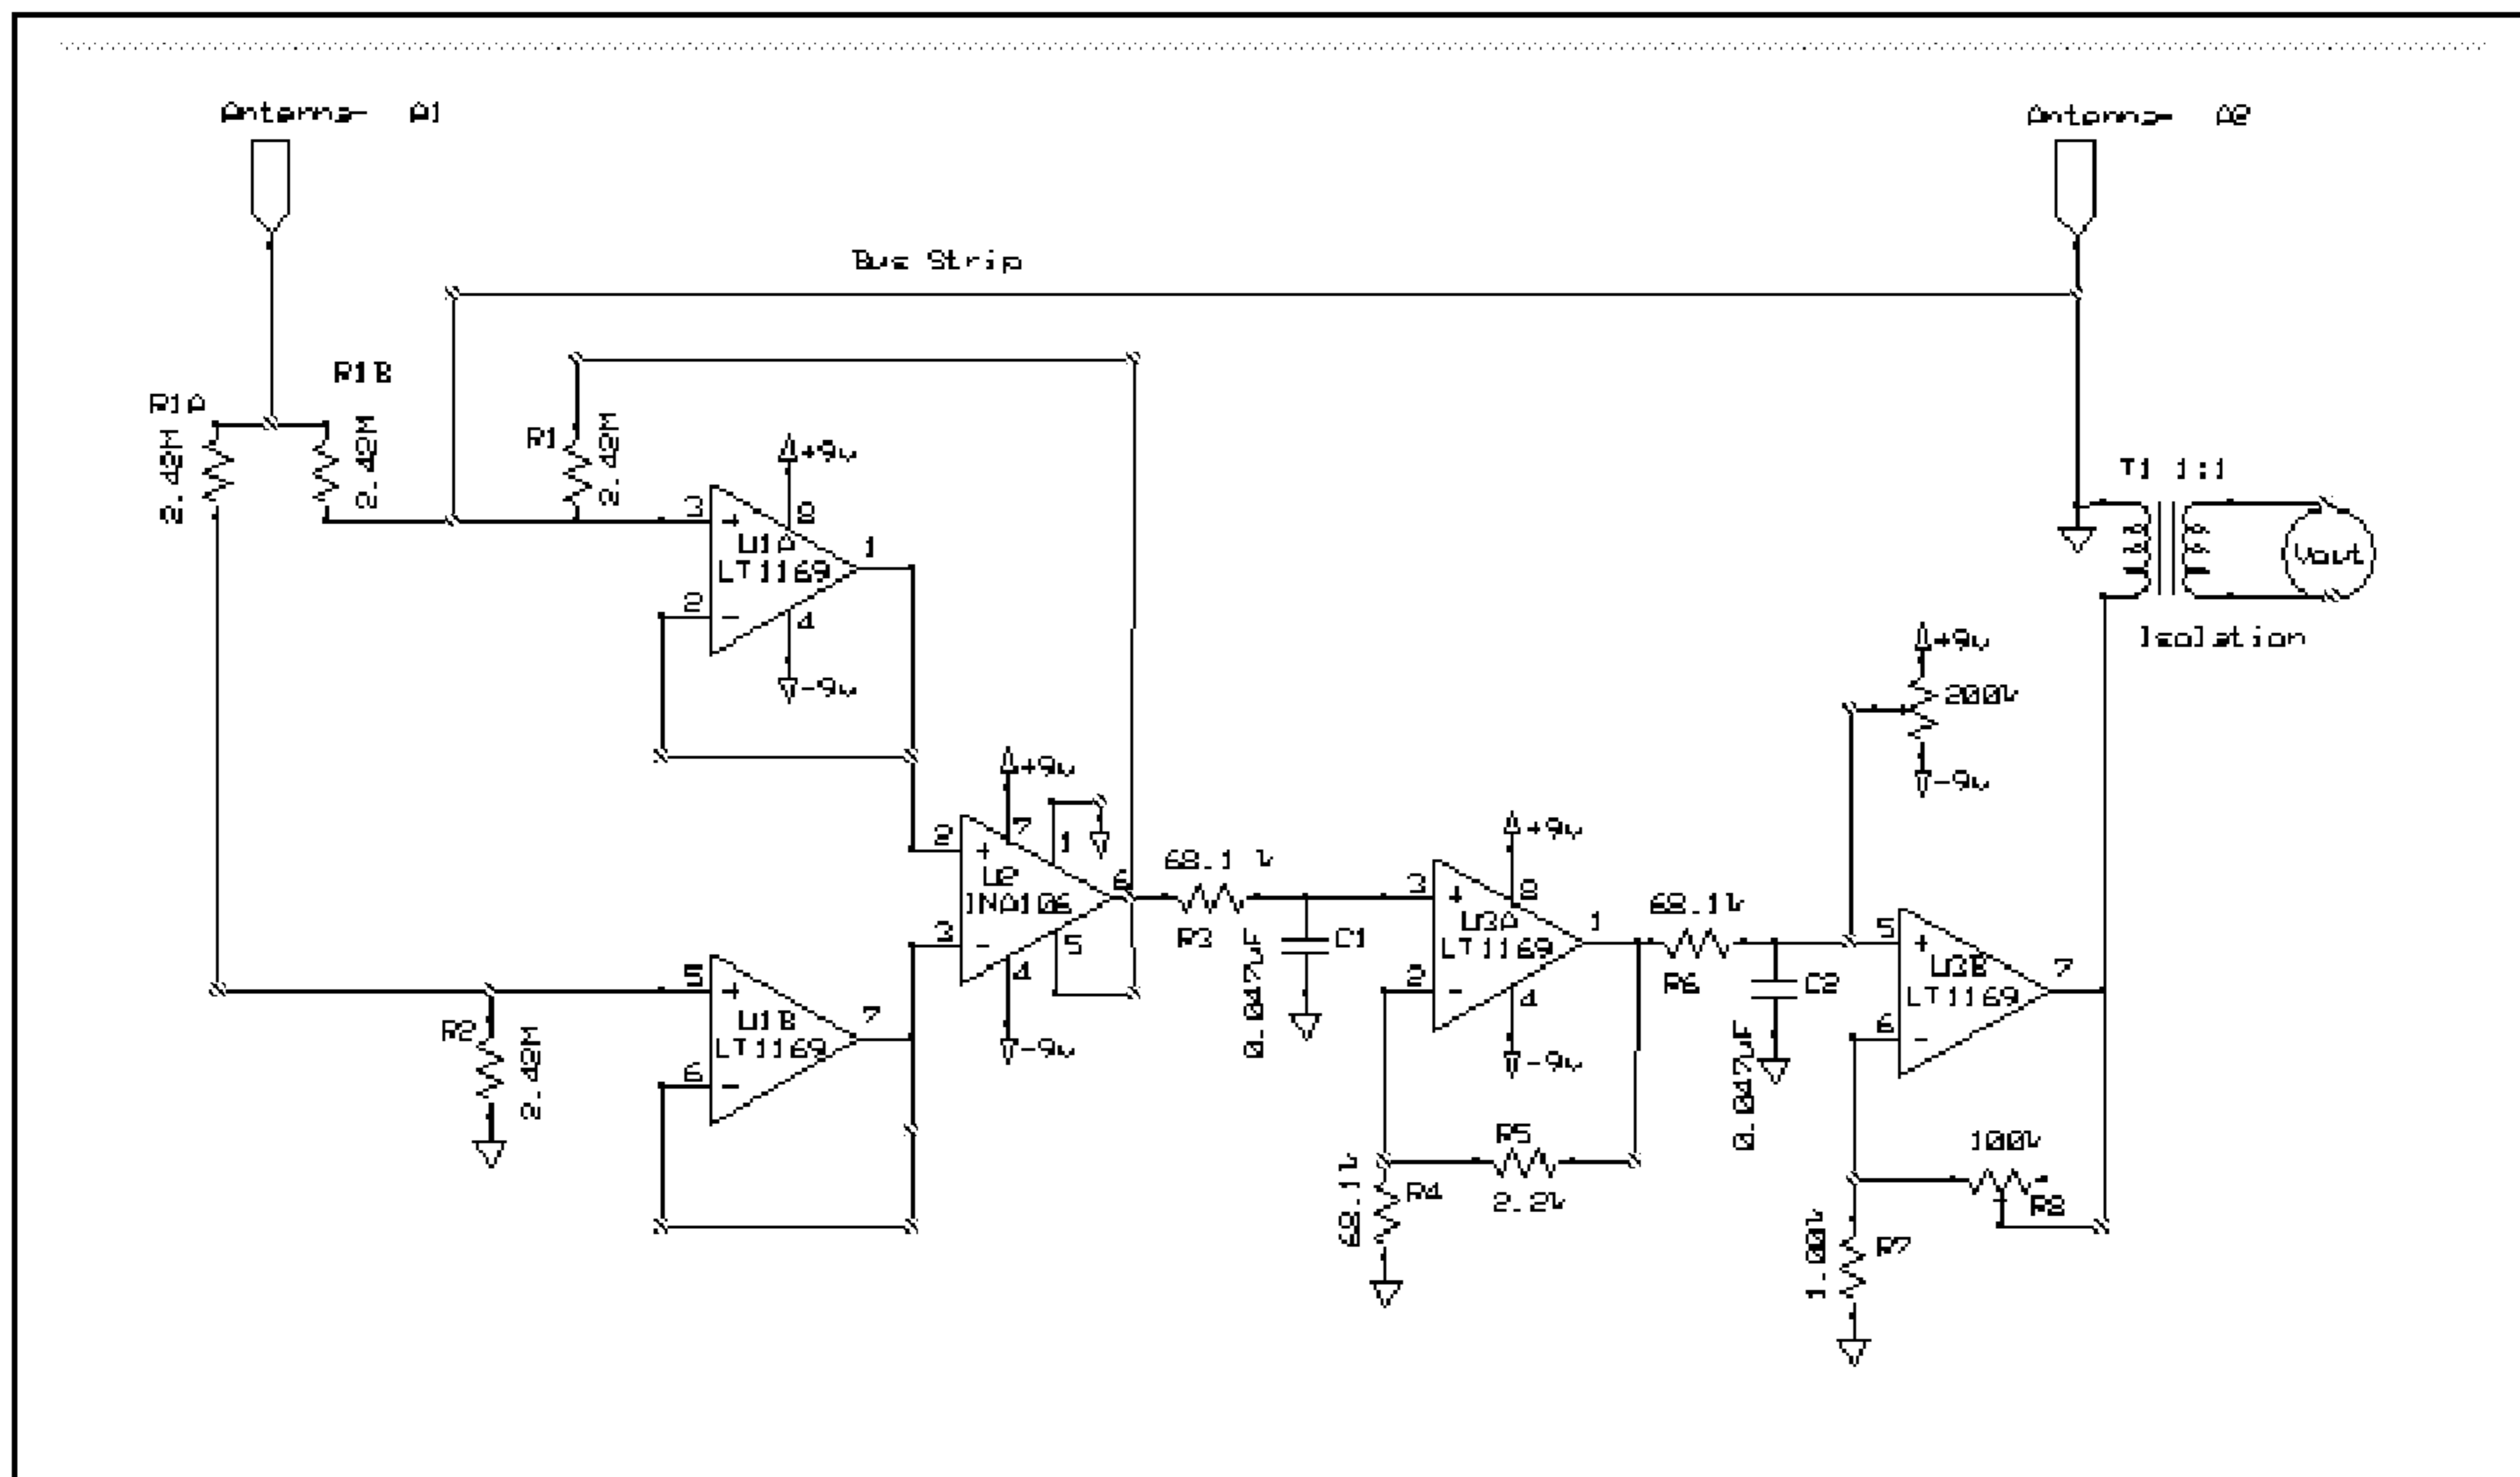 Antenna- A1
Antenna- A2
Bus Strip
R1A
2.49M
R1B
2.49M
R1
2.49M
+9v
3
+
8
U1A
LT1169
1
2
-
4
-9v
T1 1:1
Vout
Isolation
+9v
200k
-9v
+9v
2
+
7
1
U2
INA106
6
3
-
5
4
-9v
68.1 k
R3
C1
0.047uF
+9v
3
+
8
U3A
LT1169
1
2
-
4
-9v
68.1k
R6
C2
0.047uF
5
+
U3B
LT1169
7
6
-
5
+
U1B
LT1169
7
6
-
R2
2.49M
R5
2.2k
68.1k
R4
100k
R8
1.00k
R7